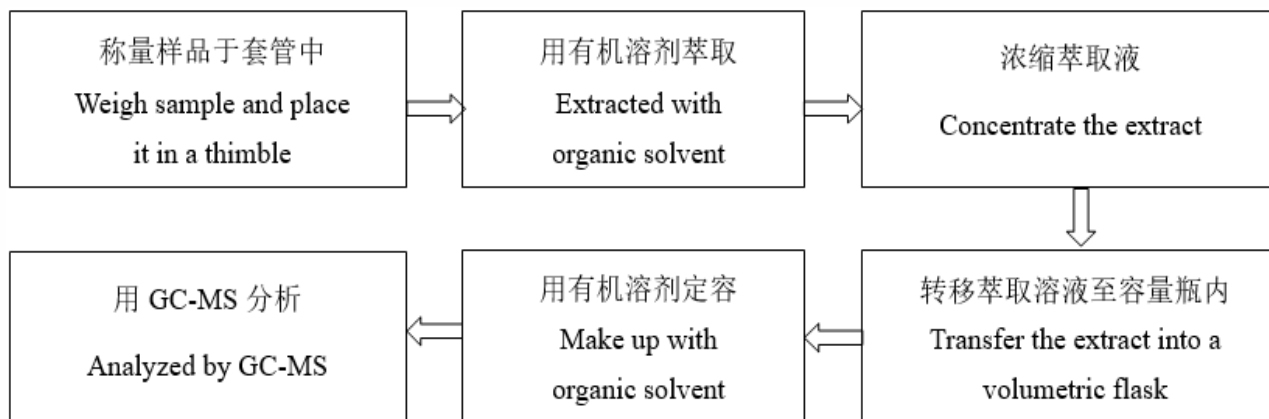 称量样品于套管中
Weigh sample and place
it in a thimble
用有机溶剂萃取
Extracted with
organic solvent
浓缩萃取液
Concentrate the extract
转移萃取溶液至容量瓶内
Transfer the extract into a
volumetric flask
用有机溶剂定容
Make up with
organic solvent
用 GC-MS 分析
Analyzed by GC-MS